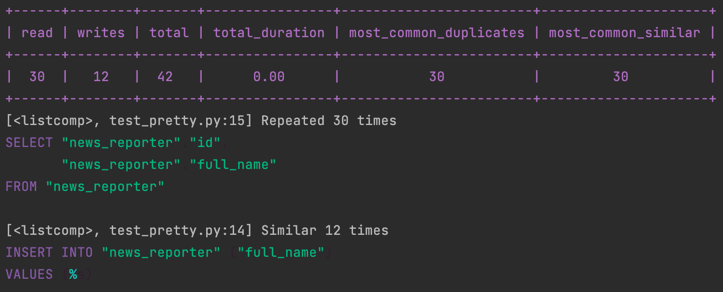 +------+--------+-------+----------------+------------------------+---------------------+
| read | writes | total | total_duration | most_common_duplicates | most_common_similar |
+------+--------+-------+----------------+------------------------+---------------------+
| 30 | 12 | 42 | 0.00 | 30 | 30 |
+------+--------+-------+----------------+------------------------+---------------------+
[<listcomp>, test_pretty.py:15] Repeated 30 times
SELECT "news_reporter" "id"
"news_reporter" "full_name"
FROM "news_reporter"
[<listcomp>, test_pretty.py:14] Similar 12 times
INSERT INTO "news_reporter" "full_name"
VALUES %